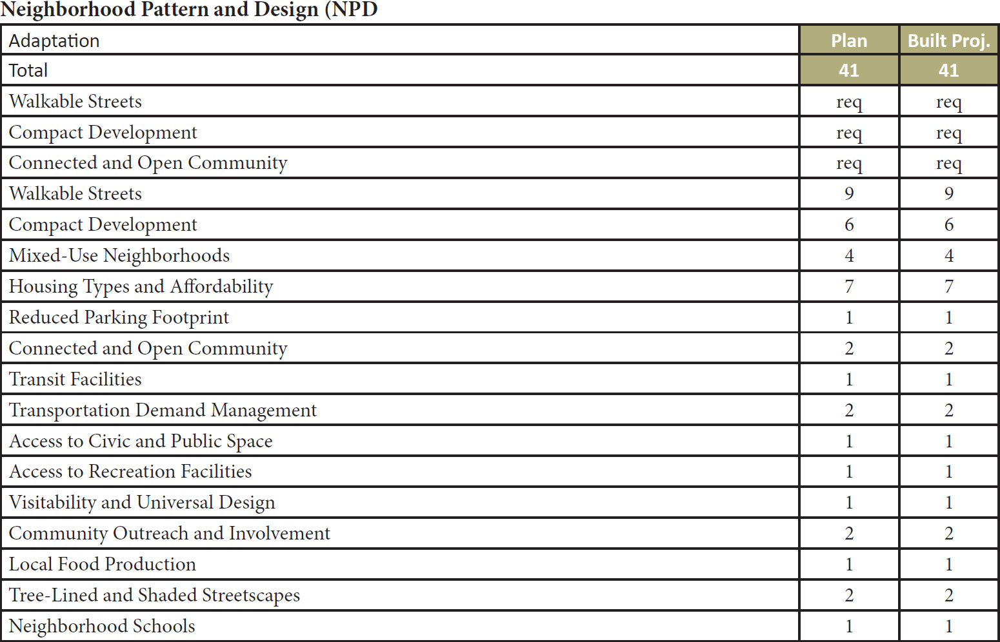 Neighborhood Pattern and Design (NPD
Adaptation Plan Built Proj.
Total 41 41
Walkable Streets req req
Compact Development req req
Connected and Open Community req req
Walkable Streets 9 9
Compact Development 6 6
Mixed-Use Neighborhoods 4 4
Housing Types and Affordability 7 7
Reduced Parking Footprint 1 1
Connected and Open Community 2 2
Transit Facilities 1 1
Transportation Demand Management 2 2
Access to Civic and Public Space 1 1
Access to Recreation Facilities 1 1
Visitability and Universal Design 1 1
Community Outreach and Involvement 2 2
Local Food Production 1 1
Tree-Lined and Shaded Streetscapes 2 2
Neighborhood Schools 1 1